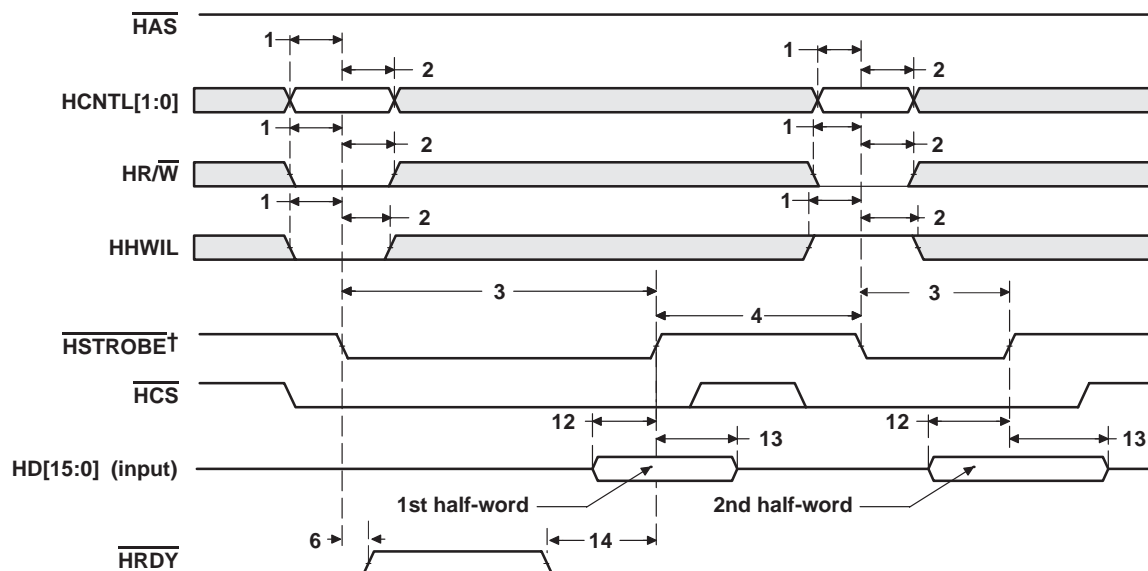 HAS
1
1
2
2
HCNTL[1:0]
1
1
2
2
HR/W
1
1
2
2
HHWIL
3
3
4
HSTROBE†
HCS
12
12
13
13
HD[15:0] (input)
1st half-word
2nd half-word
6
14
HRDY